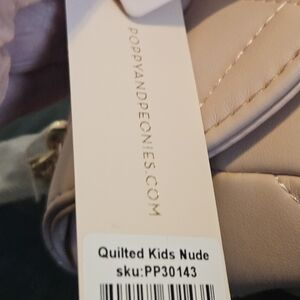 POPPYANDPEONIES.COM
Quilted Kids Nude
sku:PP30143